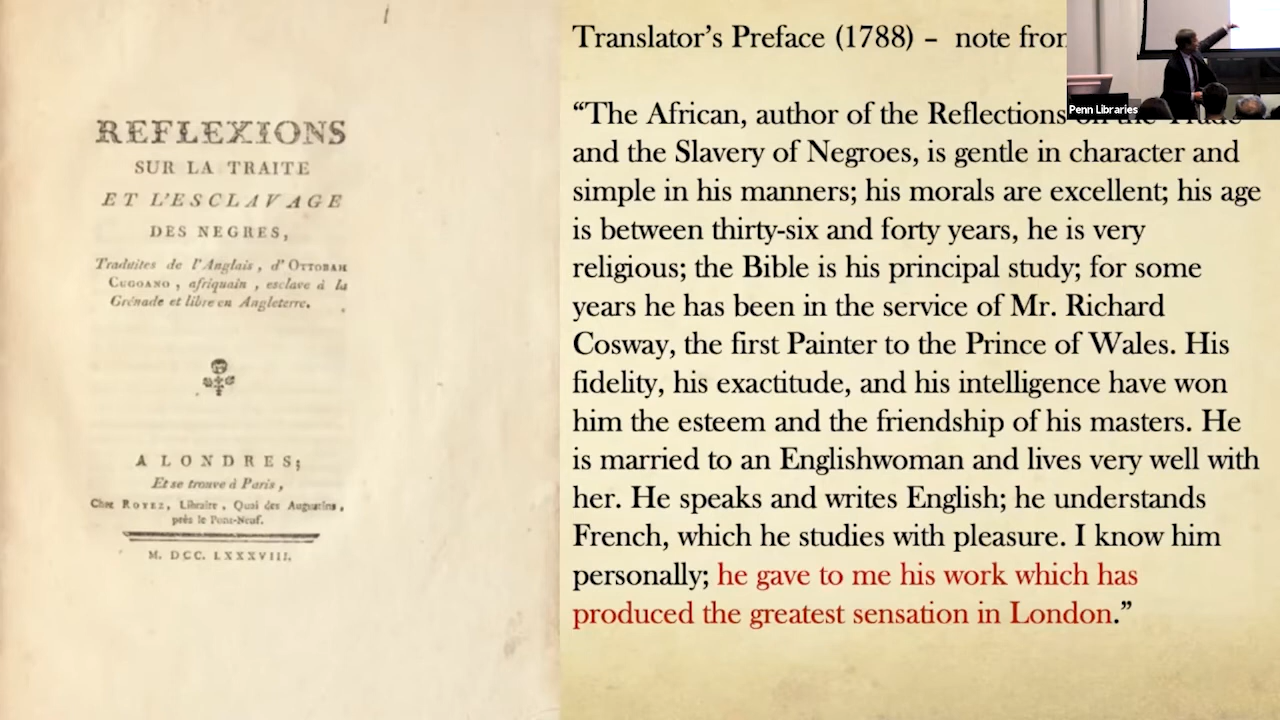 REFLEXIONS
SUR LA TRAITE
ET L'ESCLAVAGE
DES NEGRES,
Traduites de l'Anglais, d'OTTOBAH
CUGOANO, afriquain, esclave à la
Grénade et libre en Angleterre.
A LONDRES;
Et se trouve à Paris,
Chez ROYEZ, Libraire, Quai des Augustins,
près le Pont-Neuf.
M. DCC. LXXXVIII.
Translator's Preface (1788) – note from
“The African, author of the Reflections on the Trade
and the Slavery of Negroes, is gentle in character and
simple in his manners; his morals are excellent; his age
is between thirty-six and forty years, he is very
religious; the Bible is his principal study; for some
years he has been in the service of Mr. Richard
Cosway, the first Painter to the Prince of Wales. His
fidelity, his exactitude, and his intelligence have won
him the esteem and the friendship of his masters. He
is married to an Englishwoman and lives very well with
her. He speaks and writes English; he understands
French, which he studies with pleasure. I know him
personally; he gave to me his work which has
produced the greatest sensation in London.”
Penn Libraries